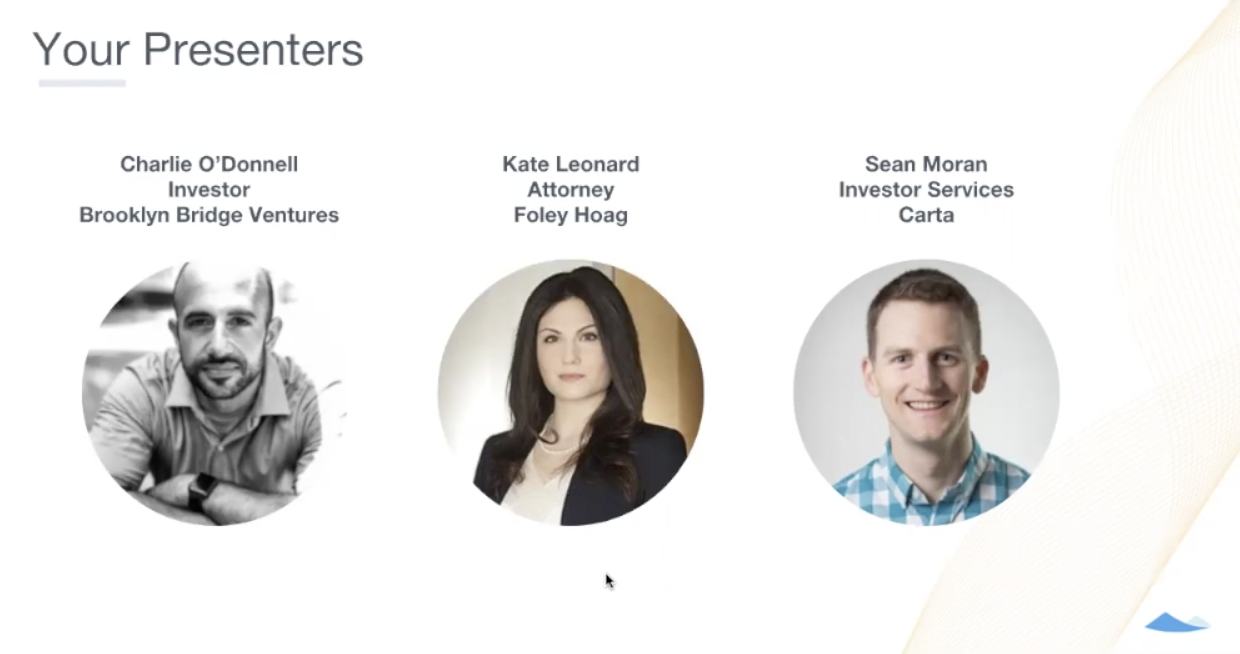 Your Presenters
Charlie O’Donnell
Investor
Brooklyn Bridge Ventures
Kate Leonard
Attorney
Foley Hoag
Sean Moran
Investor Services
Carta